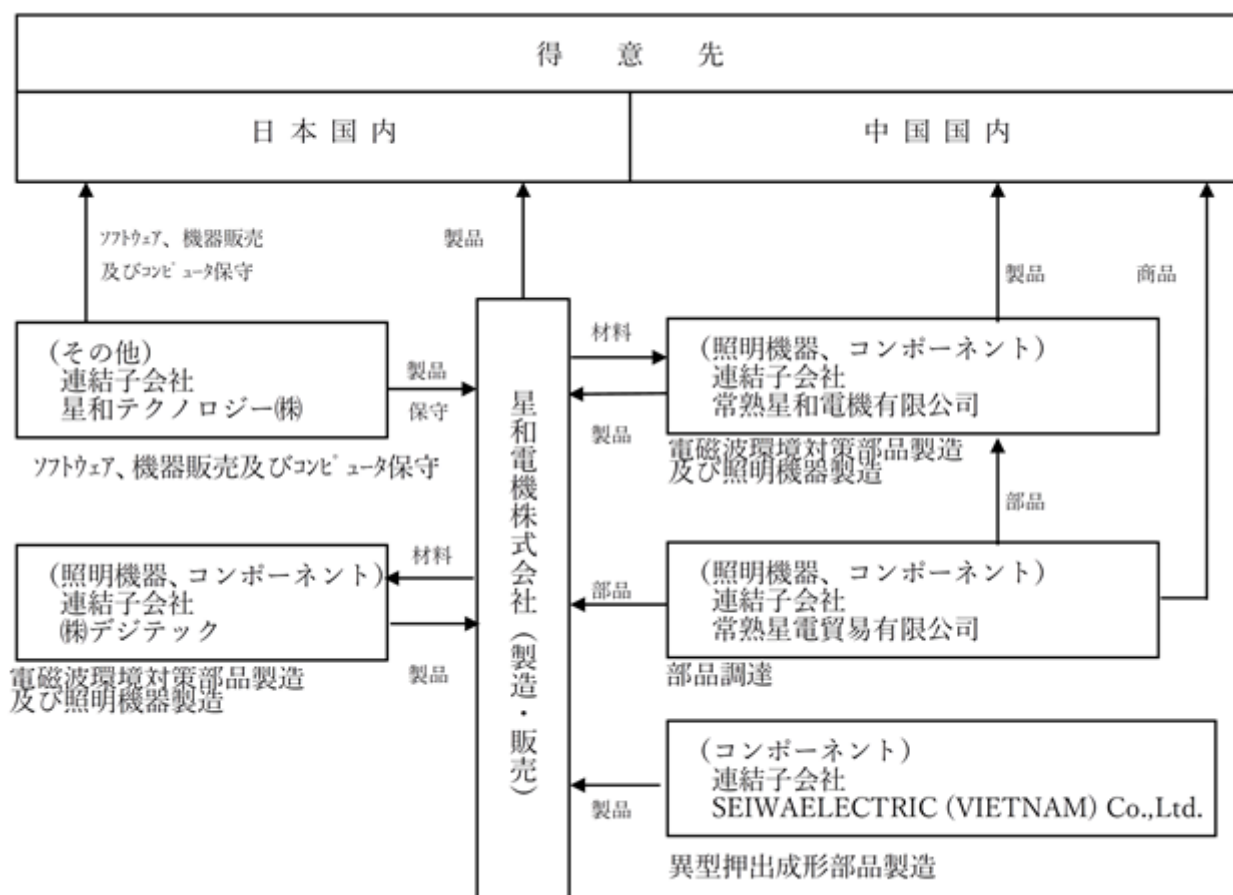 得意先
日本国内
中国国内
ソフトウェア、機器販売
及びコンピュータ保守
製品
製品
商品
(その他)
連結子会社
星和テクノロジー㈱
ソフトウェア、機器販売及びコンピュータ保守
製品
保守
星和電機株式会社(製造・販売)
材料
製品
(照明機器、コンポーネント)
連結子会社
常熟星和電機有限公司
電磁波環境対策部品製造
及び照明機器製造
部品
(照明機器、コンポーネント)
連結子会社
㈱デジテック
電磁波環境対策部品製造
及び照明機器製造
材料
製品
部品
(照明機器、コンポーネント)
連結子会社
常熟星電貿易有限公司
部品調達
製品
(コンポーネント)
連結子会社
SEIWAELECTRIC (VIETNAM) Co.,Ltd.
異型押出成形部品製造